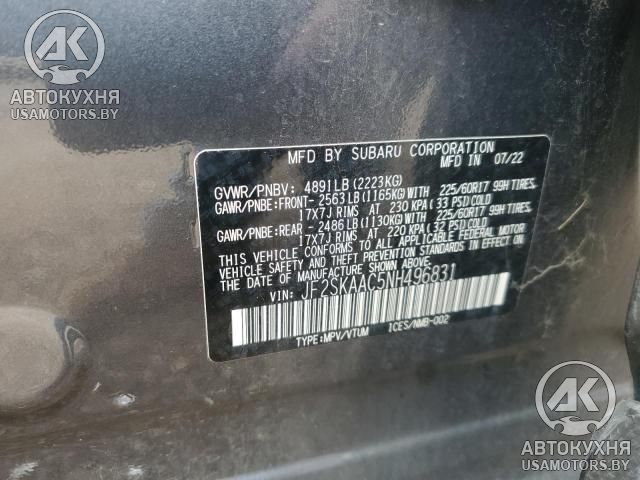 АК
АВТОКУХНЯ
USAMOTORS.BY
MFD BY SUBARU CORPORATION
MFD IN 07/22
GVWR/PNBV: 4891LB(2223KG)
GAWR/PNBE:FRONT- 2563LB(1165KG)WITH 225/60R17 99H TIRES,
17X7J RIMS AT 230 KPA(33 PSI)COLD
GAWR/PNBE:REAR - 2486LB(1130KG)WITH 225/60R17 99H TIRES,
17X7J RIMS AT 220 KPA(32 PSI)COLD
THIS VEHICLE CONFORMS TO ALL APPLICABLE FEDERAL MOTOR
VEHICLE SAFETY AND THEFT PREVENTION STANDARDS IN EFFECT
ON THE DATE OF MANUFACTURE SHOWN ABOVE.
VIN: JF2SKAAC5NH496831
TYPE:MPV/VTUM ICES/NMB-002
АК
АВТОКУХНЯ
USAMOTORS.BY